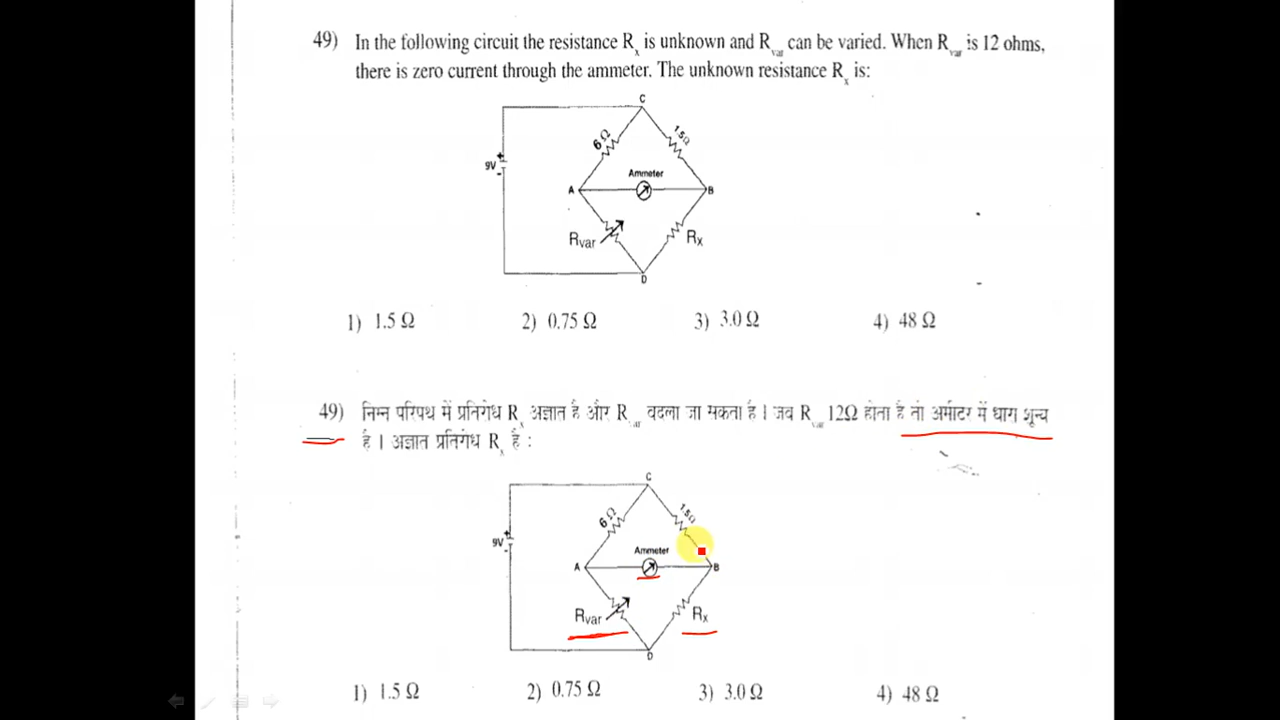 49) In the following circuit the resistance Rx is unknown and Rvar can be varied. When Rvar is 12 ohms,
there is zero current through the ammeter. The unknown resistance Rx is:
C
6 Ω
1.5Ω
9V
+
-
Ammeter
A
B
Rvar
Rx
D
1) 1.5 Ω 2) 0.75 Ω 3) 3.0 Ω 4) 48 Ω
49) निम्न परिपथ में प्रतिरोध Rx अज्ञात है और Rvar बदला जा सकता है । जब Rvar 12Ω होता है तो अमीटर में धारा शून्य
है । अज्ञात प्रतिरोध Rx है :
C
6 Ω
1.5Ω
9V
+
-
Ammeter
A
B
Rvar
Rx
D
1) 1.5 Ω 2) 0.75 Ω 3) 3.0 Ω 4) 48 Ω